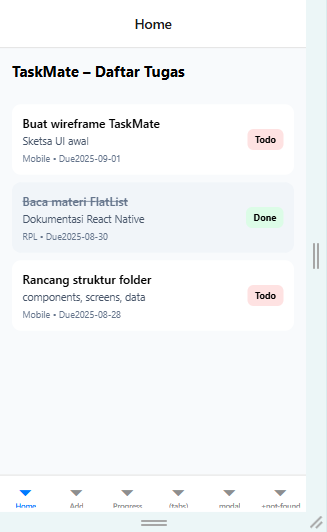 Home
TaskMate – Daftar Tugas
Buat wireframe TaskMate
Sketsa UI awal
Todo
Mobile • Due2025-09-01
Baca materi FlatList
Dokumentasi React Native
Done
RPL • Due2025-08-30
Rancang struktur folder
components, screens, data
Todo
Mobile • Due2025-08-28
Home Add Progress (tabs) modal +not-found